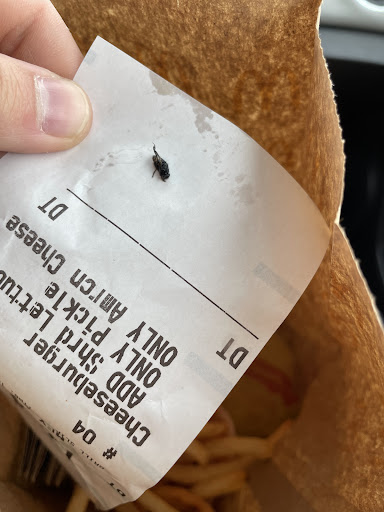 DT
DT
# 04
Cheeseburger
ADD Shrd Lettuc
ONLY Pickle
ONLY Amrcn Cheese